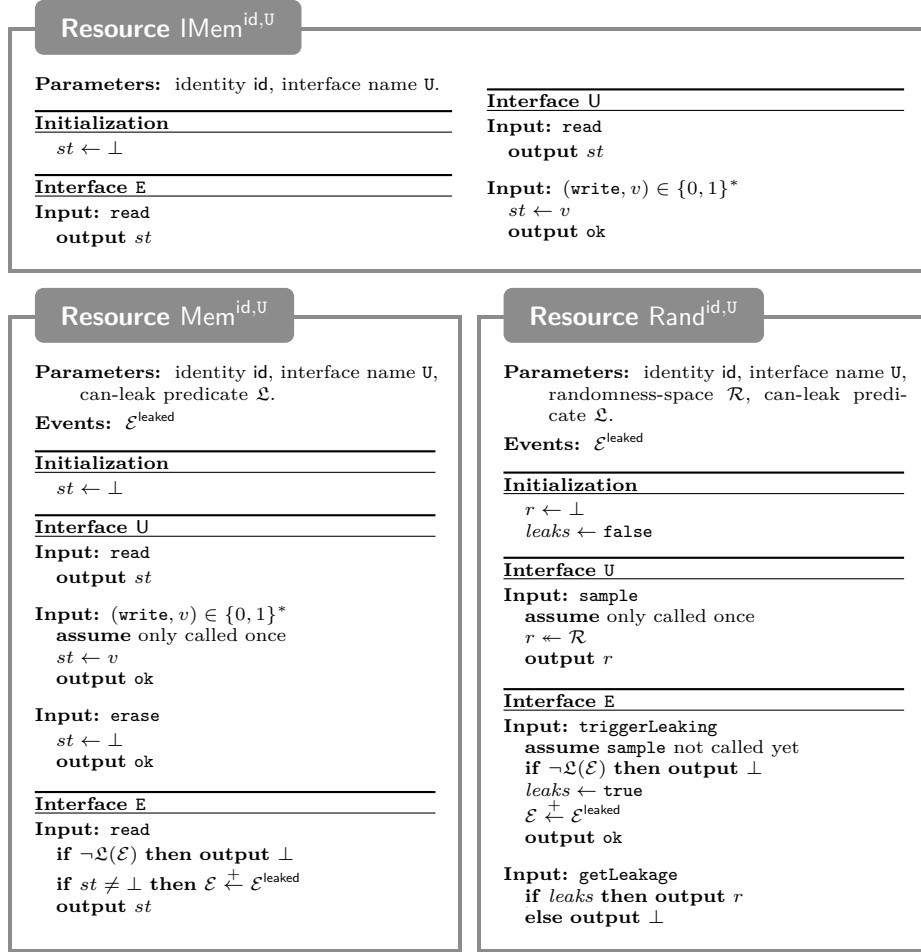 Resource IMem^{id,U}
Parameters: identity id, interface name U.
Initialization
st ← ⊥
Interface E
Input: read
output st
Interface U
Input: read
output st
Input: (write, v) ∈ {0, 1}*
st ← v
output ok
Resource Mem^{id,U}
Parameters: identity id, interface name U,
can-leak predicate 𝔏.
Events: ℰ^{leaked}
Initialization
st ← ⊥
Interface U
Input: read
output st
Input: (write, v) ∈ {0, 1}*
assume only called once
st ← v
output ok
Input: erase
st ← ⊥
output ok
Interface E
Input: read
if ¬𝔏(ℰ) then output ⊥
if st ≠ ⊥ then ℰ ←^{+} ℰ^{leaked}
output st
Resource Rand^{id,U}
Parameters: identity id, interface name U,
randomness-space ℛ, can-leak predi-
cate 𝔏.
Events: ℰ^{leaked}
Initialization
r ← ⊥
leaks ← false
Interface U
Input: sample
assume only called once
r ↞ ℛ
output r
Interface E
Input: triggerLeaking
assume sample not called yet
if ¬𝔏(ℰ) then output ⊥
leaks ← true
ℰ ←^{+} ℰ^{leaked}
output ok
Input: getLeakage
if leaks then output r
else output ⊥